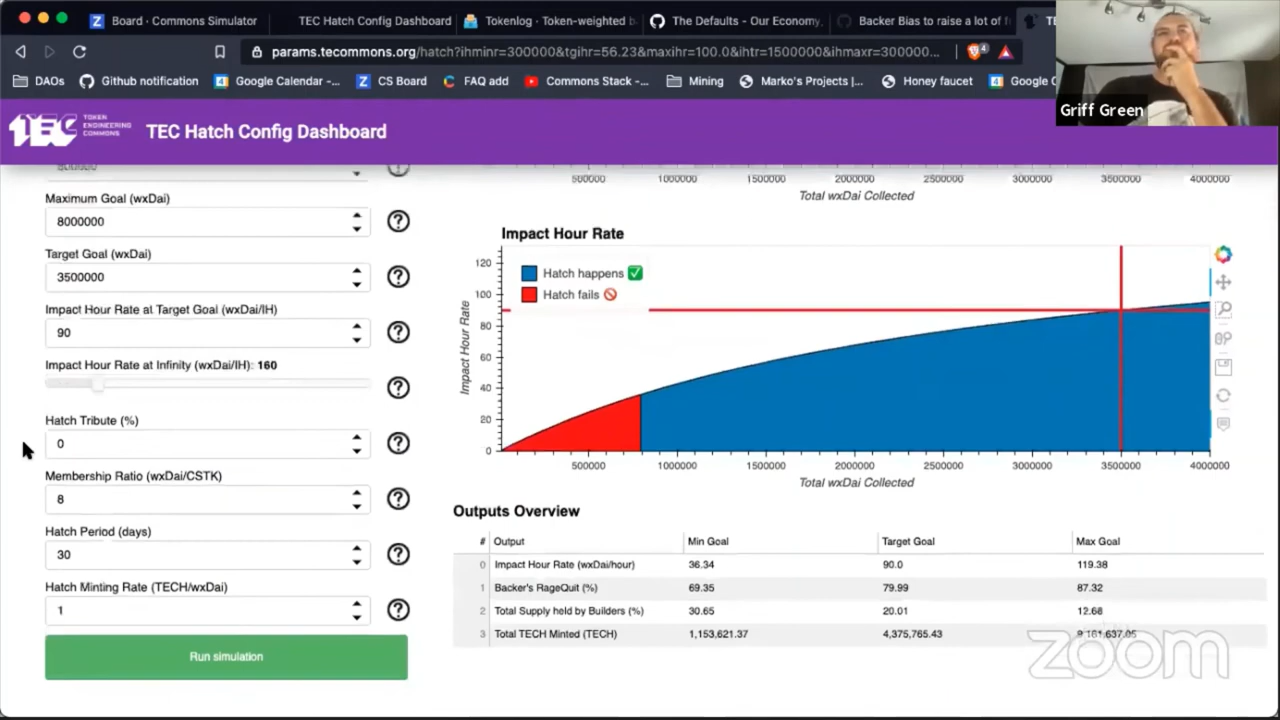 Board · Commons Simulator
TEC Hatch Config Dashboard
Tokenlog · Token-weighted b
The Defaults - Our Economy,
Backer Bias to raise a lot of f
TE
params.tecommons.org/hatch?ihminr=300000&tgihr=56.23&maxihr=100.0&ihtr=1500000&ihmaxr=300000...
4
DAOs
Github notification
Google Calendar -...
CS Board
FAQ add
Commons Stack -...
Mining
Marko's Projects |...
Honey faucet
Google C
Griff Green
TEC
TOKEN
ENGINEERING
COMMONS
TEC Hatch Config Dashboard
800000
Maximum Goal (wxDai)
8000000
Target Goal (wxDai)
3500000
Impact Hour Rate at Target Goal (wxDai/IH)
90
Impact Hour Rate at Infinity (wxDai/IH): 160
Hatch Tribute (%)
0
Membership Ratio (wxDai/CSTK)
8
Hatch Period (days)
30
Hatch Minting Rate (TECH/wxDai)
1
Run simulation
500000 1000000 1500000 2000000 2500000 3000000 3500000 4000000
Total wxDai Collected
Impact Hour Rate
Hatch happens ✅
Hatch fails 🚫
Impact Hour Rate
120
100
80
60
40
20
0
500000 1000000 1500000 2000000 2500000 3000000 3500000 4000000
Total wxDai Collected
Outputs Overview
# Output Min Goal Target Goal Max Goal
0 Impact Hour Rate (wxDai/hour) 36.34 90.0 119.38
1 Backer's RageQuit (%) 69.35 79.99 87.32
2 Total Supply held by Builders (%) 30.65 20.01 12.68
3 Total TECH Minted (TECH) 1,153,621.37 4,375,765.43
zoom